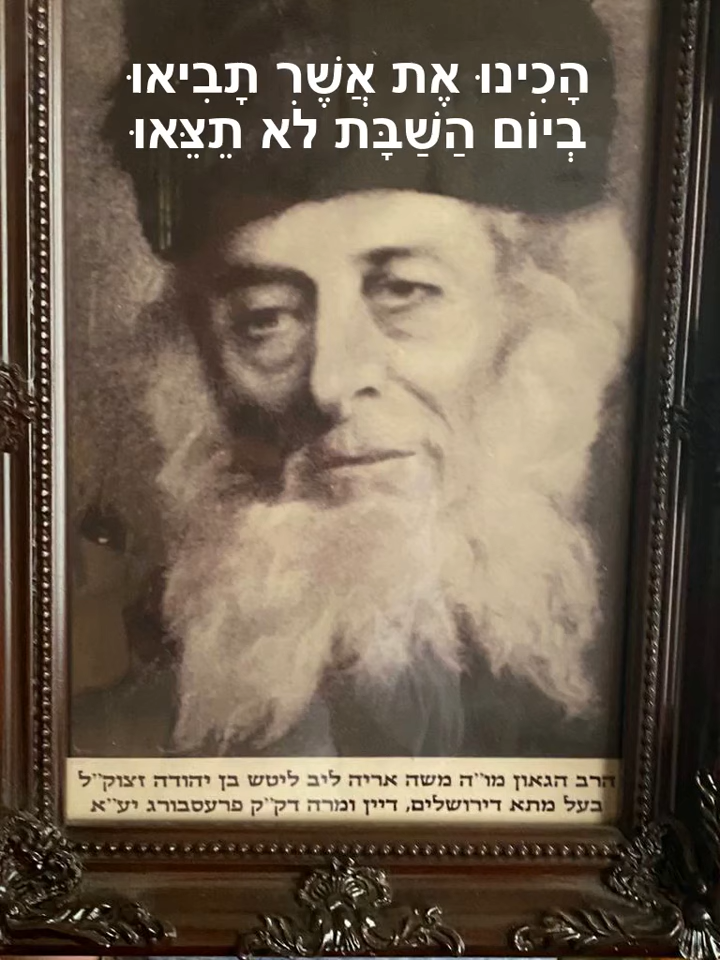 הָכִינוּ אֶת אֲשֶׁר תָּבִיאוּ
בְיוֹם הַשַּׁבָּת לֹא תֵצֵּאוּ
הרב הגאון מו״ה משה אריה ליב ליטש בן יהודה זצוק״ל
בעל מתא דירושלים, דיין ומרה דק״ק פרעסבורג יע״א